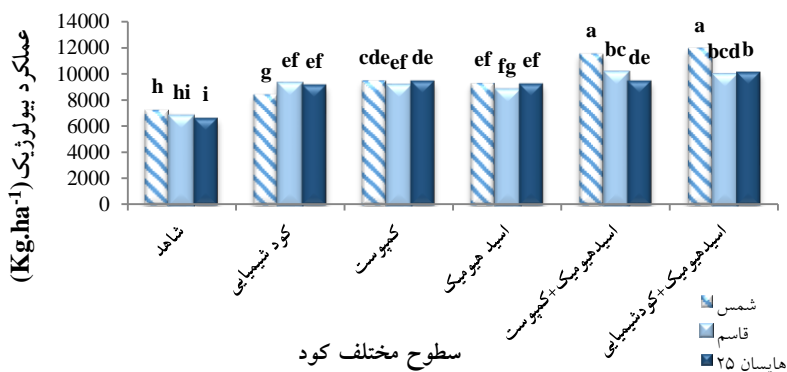 عملکرد بیولوژیک (Kg.ha-1)
14000
12000
10000
8000
6000
4000
2000
0
h hi i
g ef ef
cde ef de
ef fg ef
a bc de
a bcd b
شاهد
کود شیمیایی
کمپوست
اسید هیومیک
اسیدهیومیک+کمپوست
اسیدهیومیک+کودشیمیایی
سطوح مختلف کود
شمس
قاسم
هایسان ۲۵